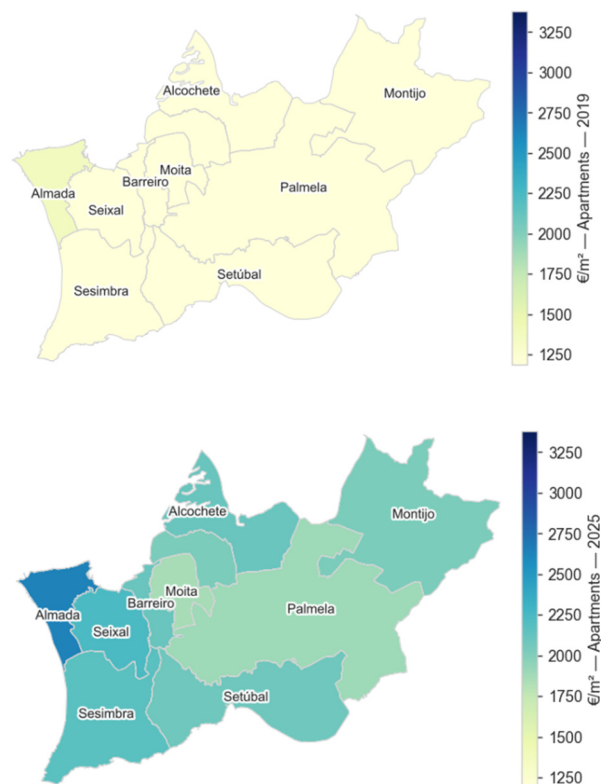 3250
3000
2750
2500
2250
2000
1750
1500
1250
€/m² — Apartments — 2019
Alcochete
Montijo
Moita
Barreiro
Almada
Seixal
Palmela
Setúbal
Sesimbra
3250
3000
2750
2500
2250
2000
1750
1500
1250
€/m² — Apartments — 2025
Alcochete
Montijo
Moita
Barreiro
Almada
Seixal
Palmela
Setúbal
Sesimbra